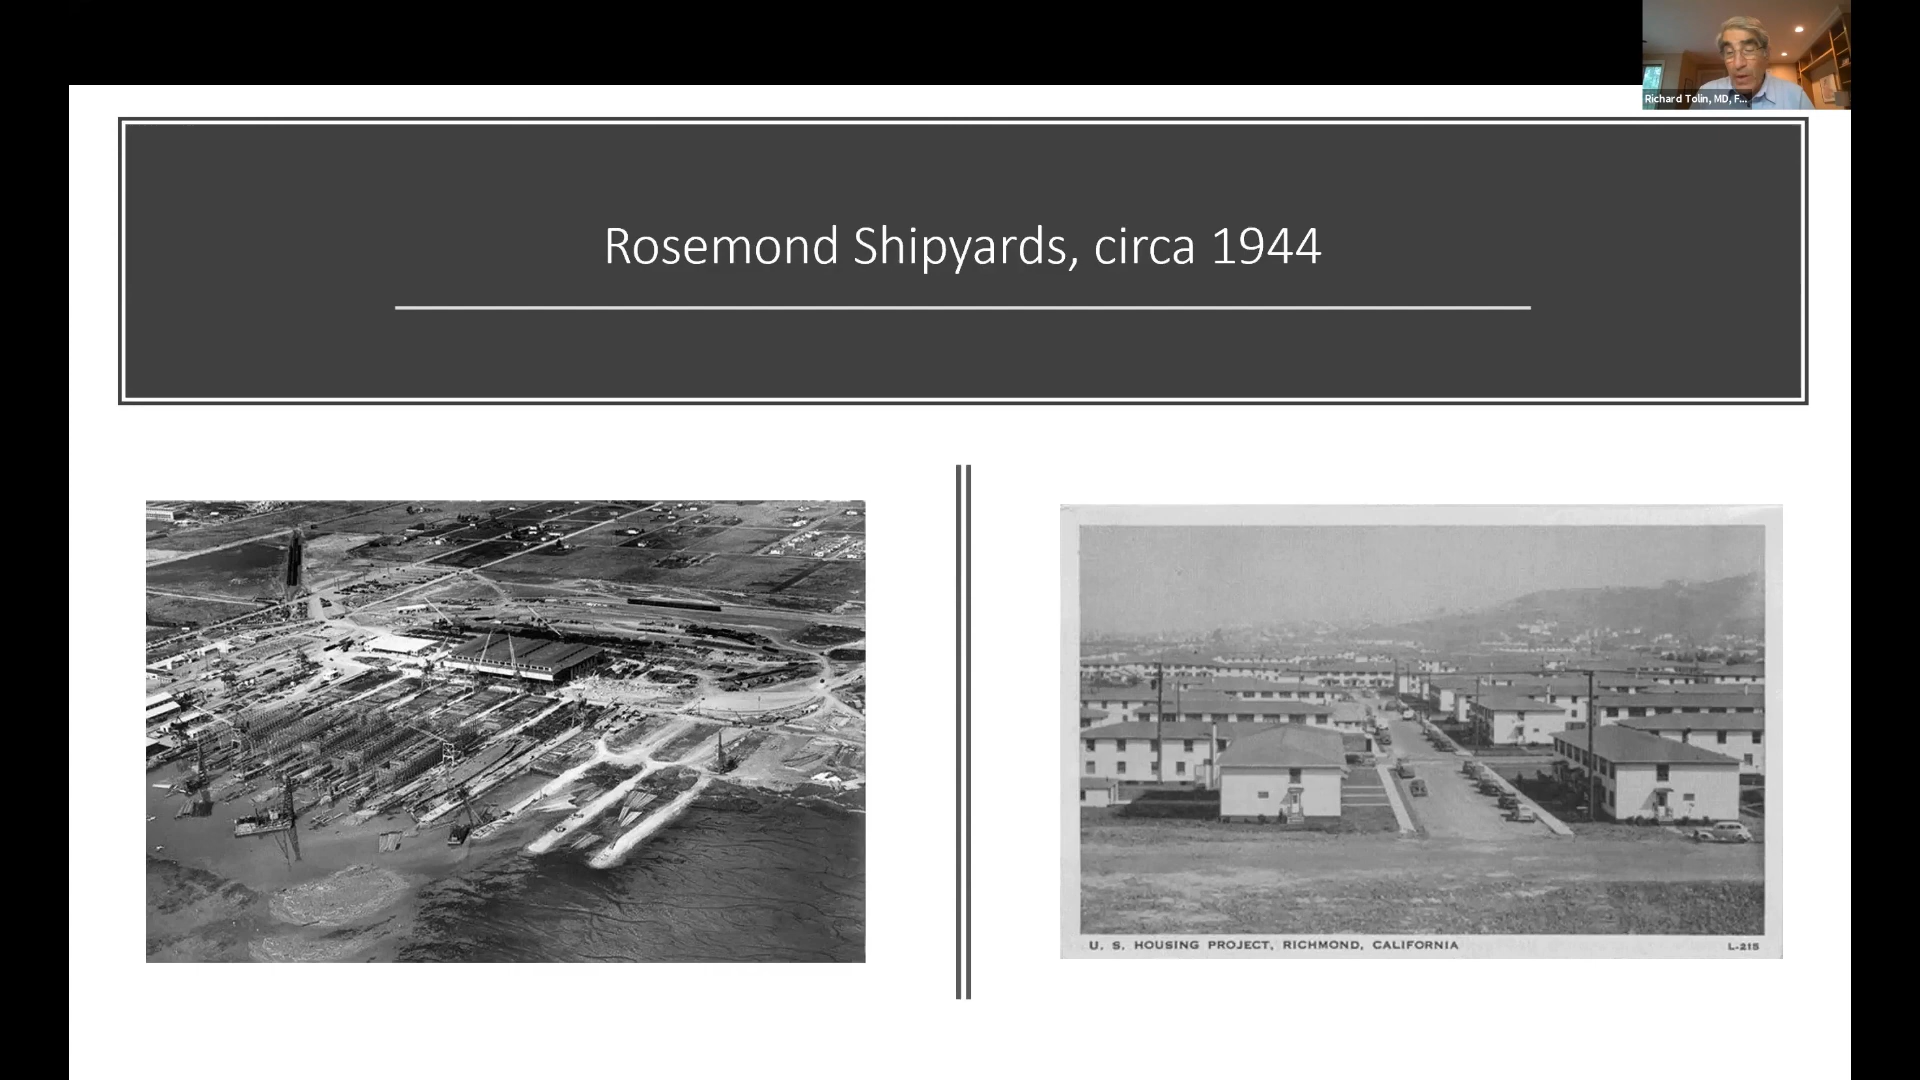 Richard Tolin, MD, F...
Rosemond Shipyards, circa 1944
U. S. HOUSING PROJECT, RICHMOND, CALIFORNIA
L-215